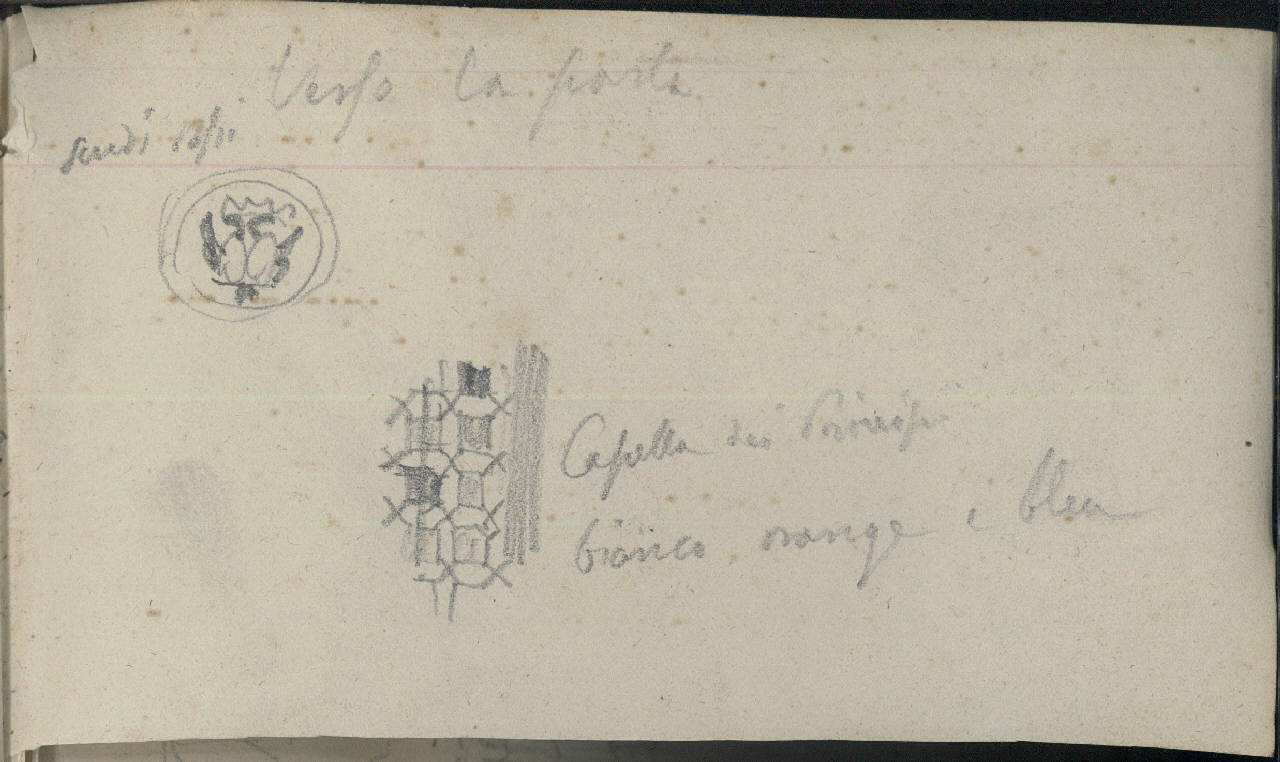 Verso la porta
scudi rossi
Capella dei Principi
bianco orange e bleu